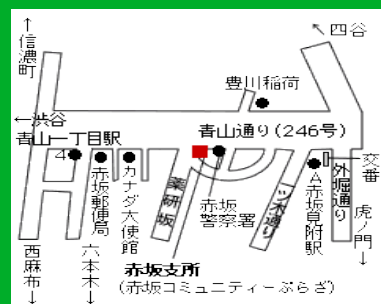 ↑信濃町
↖四谷
豊川稲荷
←渋谷
青山一丁目駅
青山通り(246号)
4
A
交番
赤坂郵便局
カナダ大使館
薬研坂
赤坂警察署
ツ木通り
赤坂見附駅
外堀通り
虎ノ門↓
西麻布↓
六本木↓
赤坂支所
(赤坂コミュニティーぷらざ)